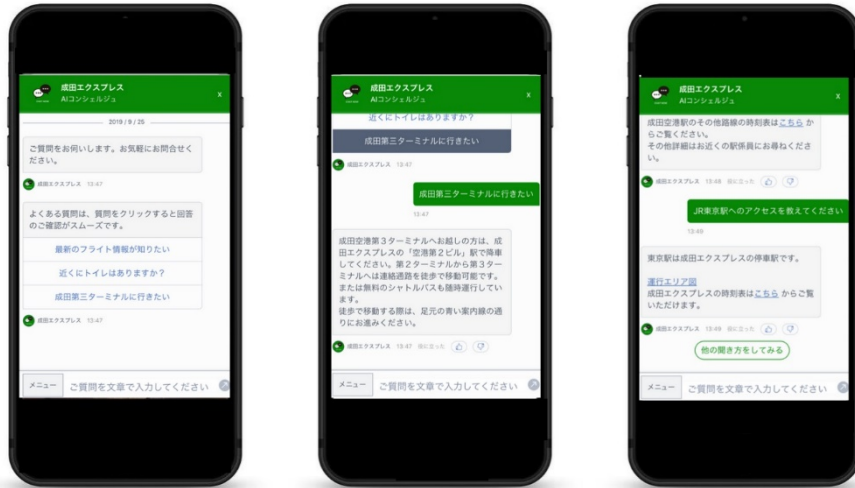 成田エクスプレス
AIコンシェルジュ
x
2019 / 9 / 25
ご質問をお伺いします。お気軽にお問合せく
ださい。
成田エクスプレス 13:47
よくある質問は、質問をクリックすると回答
のご確認がスムーズです。
最新のフライト情報が知りたい
近くにトイレはありますか？
成田第三ターミナルに行きたい
成田エクスプレス 13:47
メニュー ご質問を文章で入力してください
成田エクスプレス
AIコンシェルジュ
x
近くにトイレはありますか？
成田第三ターミナルに行きたい
成田エクスプレス 13:47
成田第三ターミナルに行きたい
13:47
成田空港第３ターミナルへお越しの方は、成
田エクスプレスの「空港第２ビル」駅で降車
してください。第２ターミナルから第３ター
ミナルへは連絡通路を徒歩で移動可能です。
または無料のシャトルバスも随時運行してい
ます。
徒歩で移動する際は、足元の青い案内線の通
りにお進みください。
成田エクスプレス 13:47 役に立った
メニュー ご質問を文章で入力してください
成田エクスプレス
AIコンシェルジュ
x
成田空港駅のその他路線の時刻表はこちら か
らご覧ください。
その他詳細はお近くの駅係員にお尋ねくださ
い。
成田エクスプレス 13:48 役に立った
JR東京駅へのアクセスを教えてください
13:49
東京駅は成田エクスプレスの停車駅です。
運行エリア図
成田エクスプレスの時刻表はこちら からご覧
いただけます。
成田エクスプレス 13:49 役に立った
他の聞き方をしてみる
メニュー ご質問を文章で入力してください